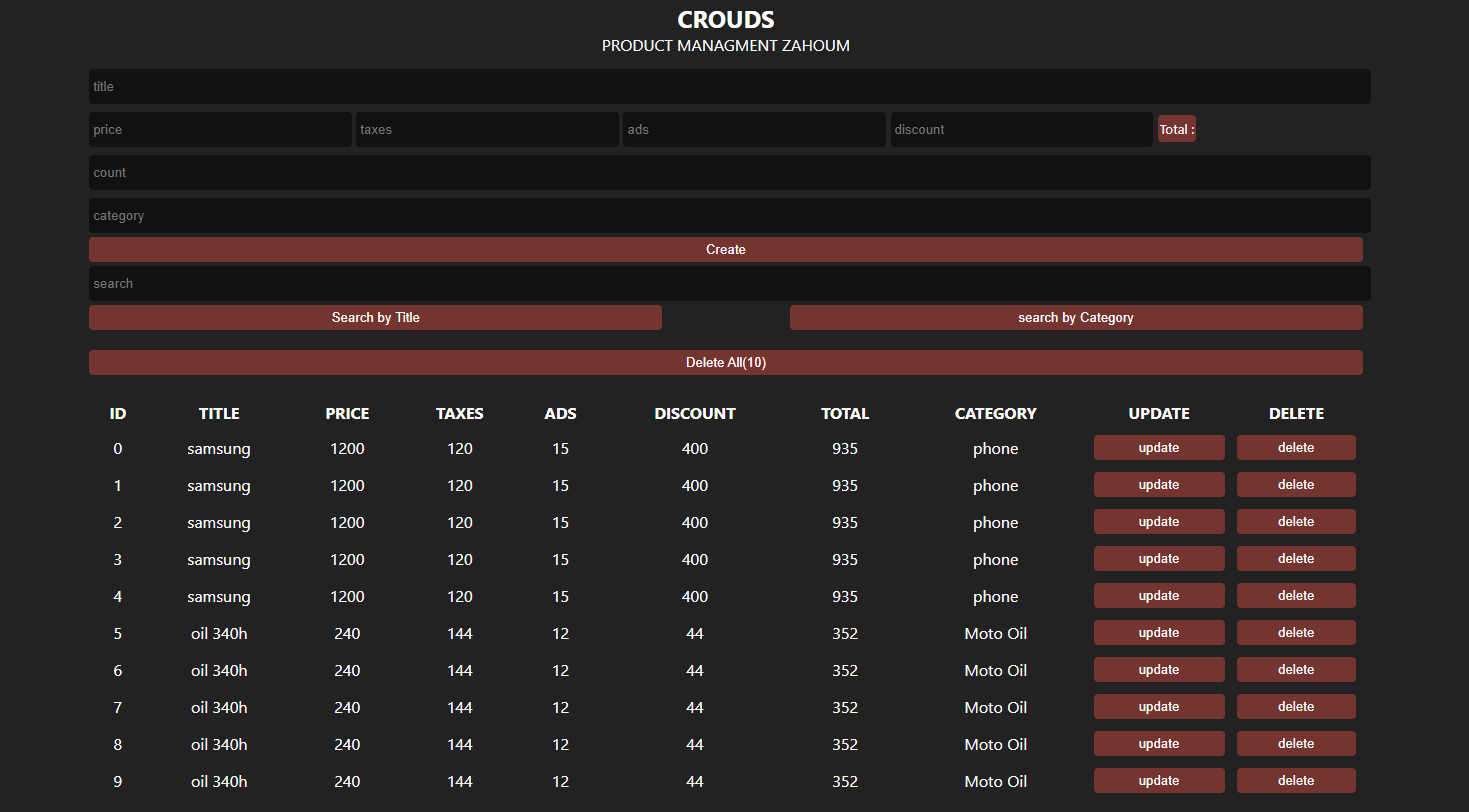 CROUDS
PRODUCT MANAGMENT ZAHOUM
title
price taxes ads discount Total :
count
category
Create
search
Search by Title search by Category
Delete All(10)
ID TITLE PRICE TAXES ADS DISCOUNT TOTAL CATEGORY UPDATE DELETE
0 samsung 1200 120 15 400 935 phone update delete
1 samsung 1200 120 15 400 935 phone update delete
2 samsung 1200 120 15 400 935 phone update delete
3 samsung 1200 120 15 400 935 phone update delete
4 samsung 1200 120 15 400 935 phone update delete
5 oil 340h 240 144 12 44 352 Moto Oil update delete
6 oil 340h 240 144 12 44 352 Moto Oil update delete
7 oil 340h 240 144 12 44 352 Moto Oil update delete
8 oil 340h 240 144 12 44 352 Moto Oil update delete
9 oil 340h 240 144 12 44 352 Moto Oil update delete